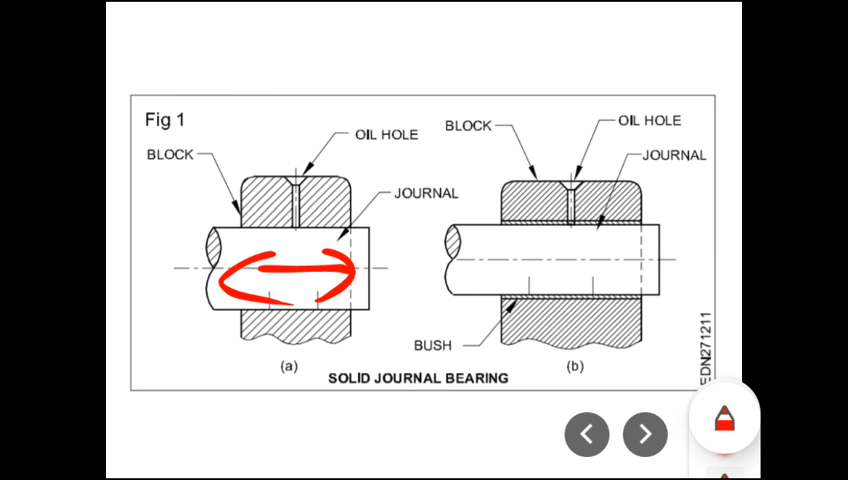 Fig 1
BLOCK
OIL HOLE
JOURNAL
(a)
BLOCK
OIL HOLE
JOURNAL
BUSH
(b)
SOLID JOURNAL BEARING
EDN271211